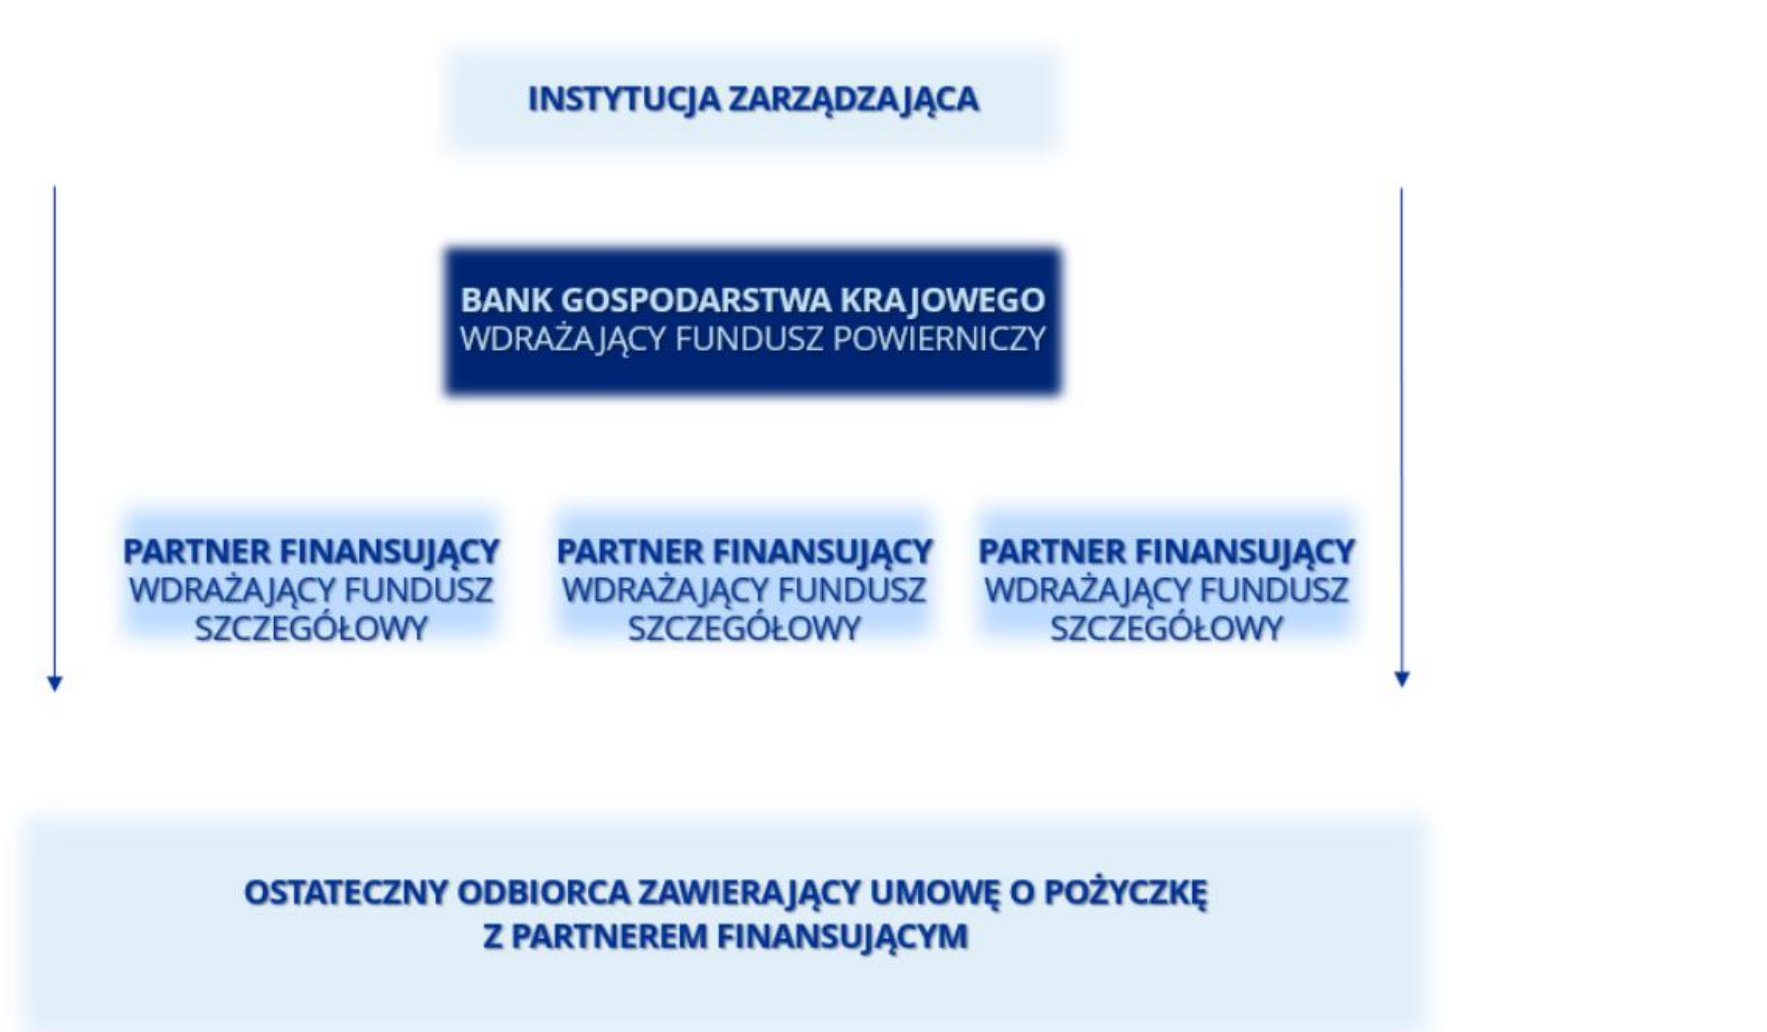 INSTYTUCJA ZARZĄDZAJĄCA
BANK GOSPODARSTWA KRAJOWEGO
WDRAŻAJĄCY FUNDUSZ POWIERNICZY
PARTNER FINANSUJĄCY
WDRAŻAJĄCY FUNDUSZ
SZCZEGÓŁOWY
PARTNER FINANSUJĄCY
WDRAŻAJĄCY FUNDUSZ
SZCZEGÓŁOWY
PARTNER FINANSUJĄCY
WDRAŻAJĄCY FUNDUSZ
SZCZEGÓŁOWY
OSTATECZNY ODBIORCA ZAWIERAJĄCY UMOWĘ O POŻYCZKĘ
Z PARTNEREM FINANSUJĄCYM